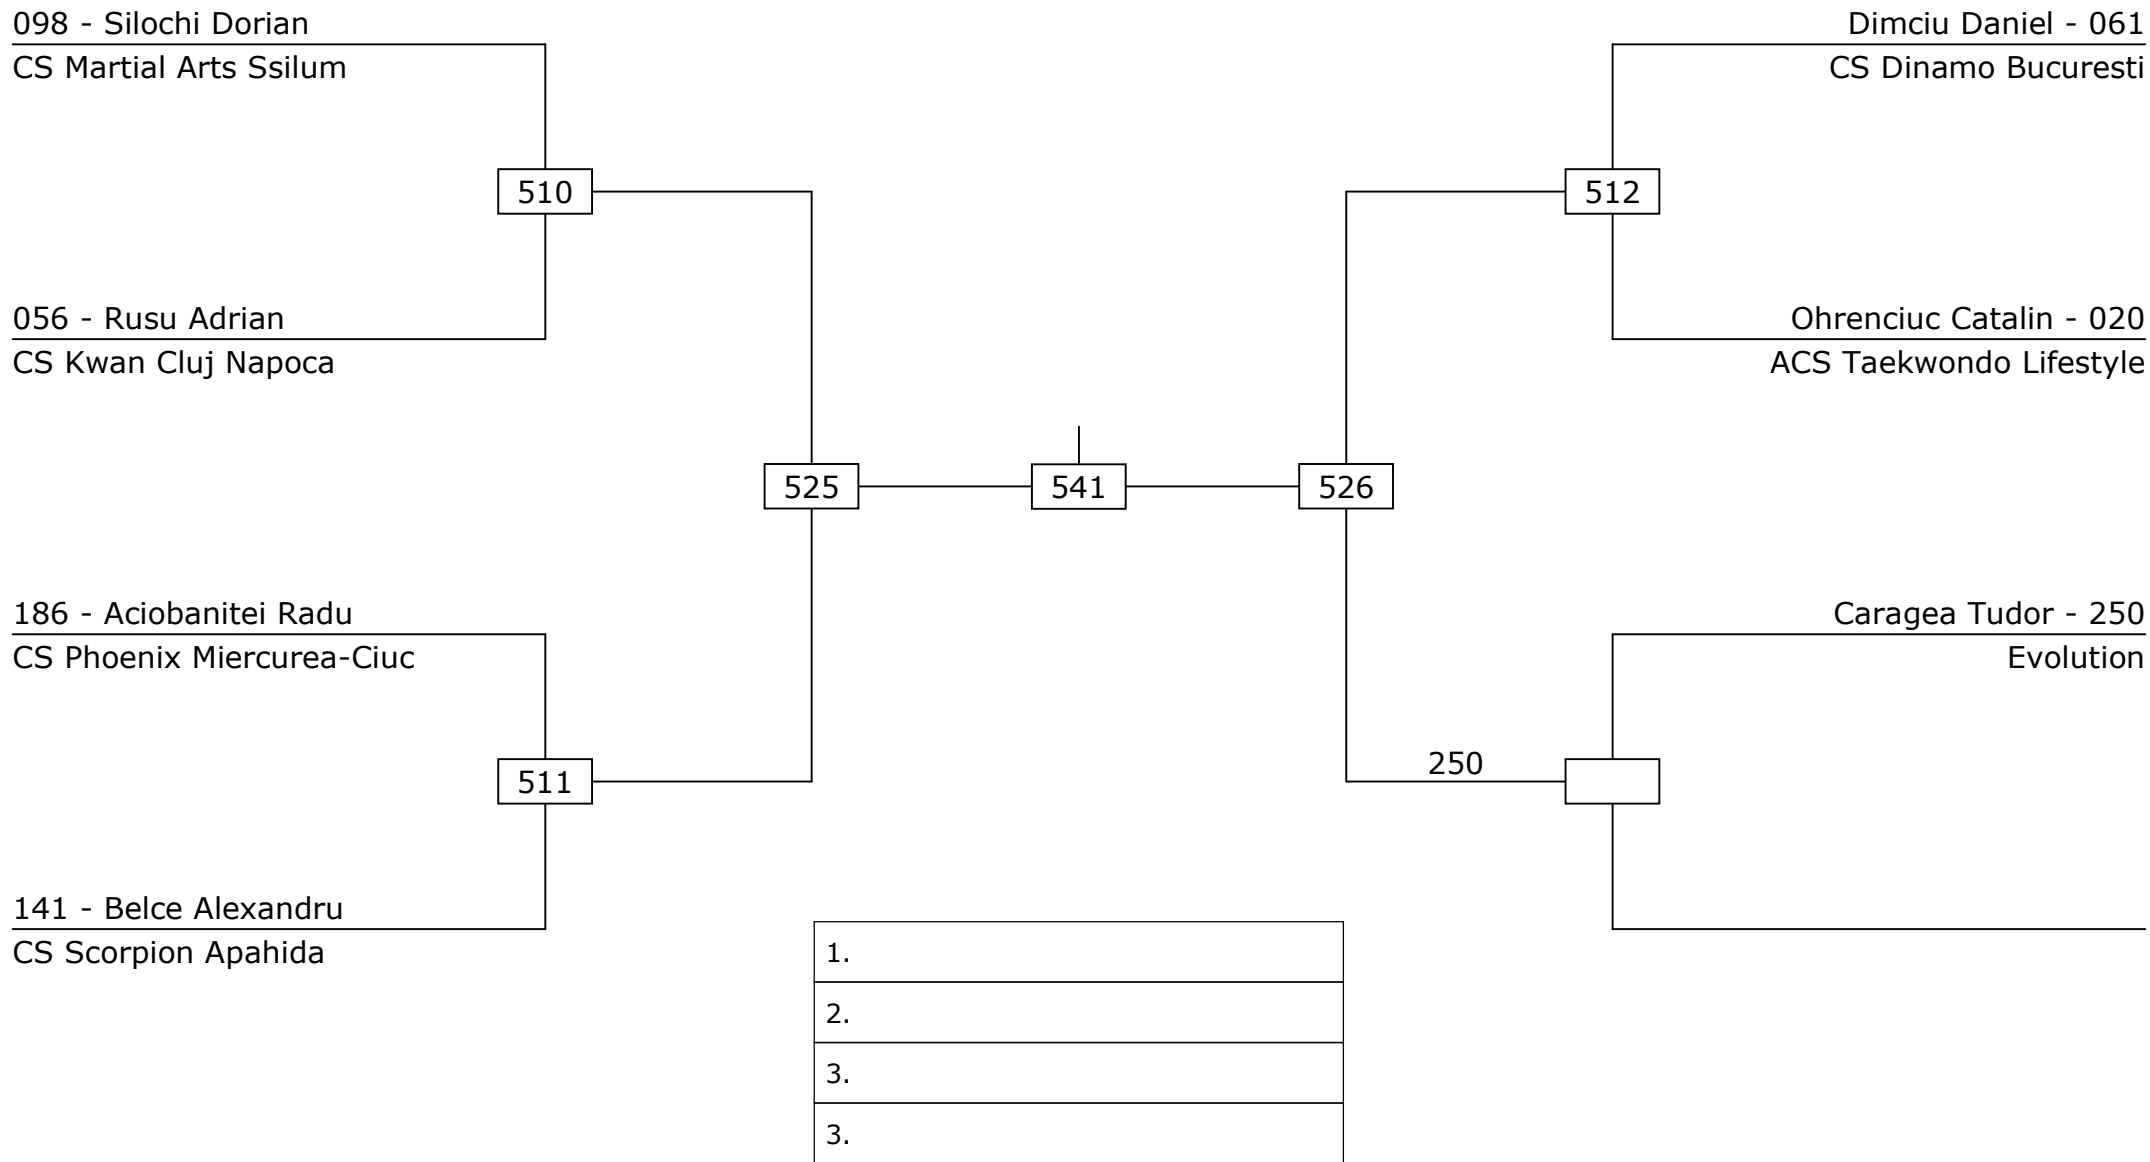 098 - Silochi Dorian
CS Martial Arts Ssilum
510
056 - Rusu Adrian
CS Kwan Cluj Napoca
186 - Aciobanitei Radu
CS Phoenix Miercurea-Ciuc
511
141 - Belce Alexandru
CS Scorpion Apahida
525
541
526
Dimciu Daniel - 061
CS Dinamo Bucuresti
512
Ohrenciuc Catalin - 020
ACS Taekwondo Lifestyle
Caragea Tudor - 250
Evolution
250
1.
2.
3.
3.